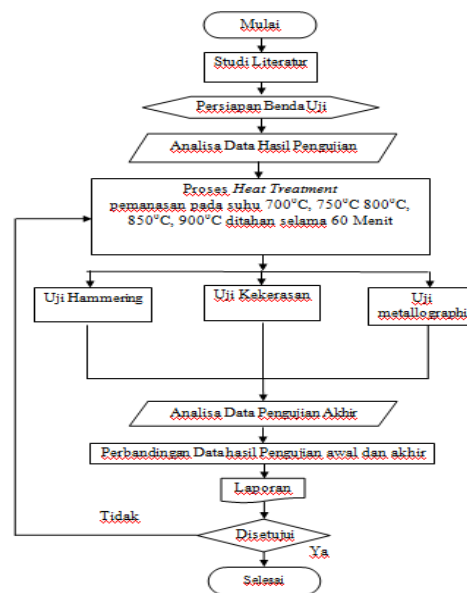 Mulai
Studi Literatur
Persiapan Benda Uji
Analisa Data Hasil Pengujian
Proses Heat Treatment
pemanasan pada suhu 700°C, 750°C 800°C,
850°C, 900°C ditahan selama 60 Menit
Uji Hammering
Uji Kekerasan
Uji
metallographi
Analisa Data Pengujian Akhir
Perbandingan Data hasil Pengujian awal dan akhir
Laporan
Tidak
Disetujui
Ya
Selesai